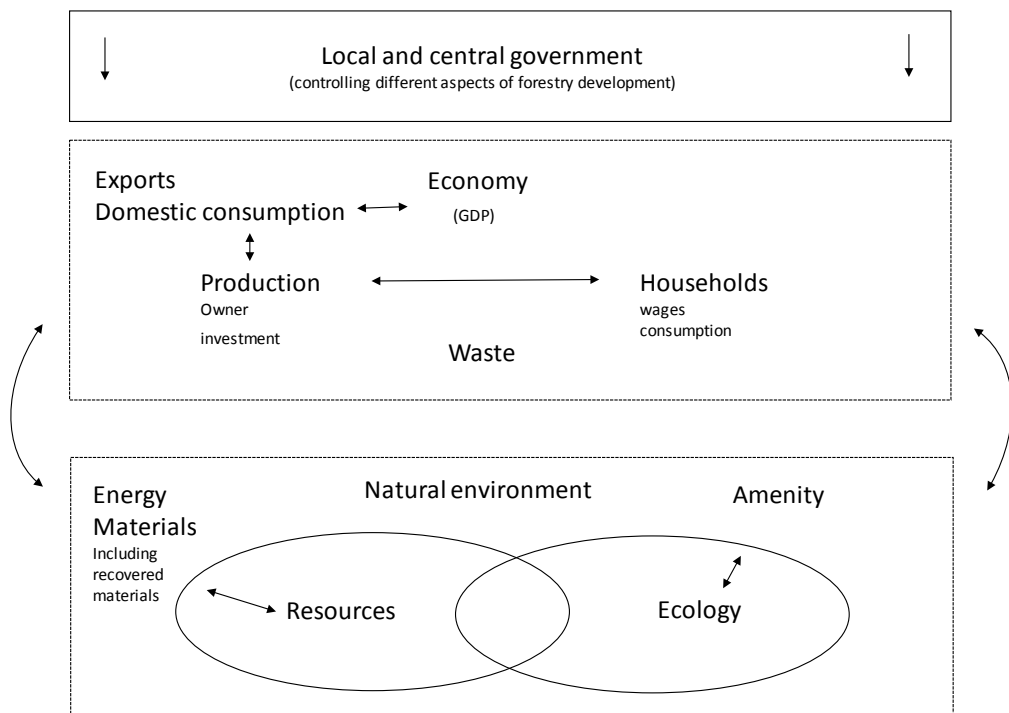 Local and central government
(controlling different aspects of forestry development)
Exports
Domestic consumption
Economy
(GDP)
Production
Owner
investment
Households
wages
consumption
Waste
Energy
Materials
Including
recovered
materials
Natural environment
Amenity
Resources
Ecology